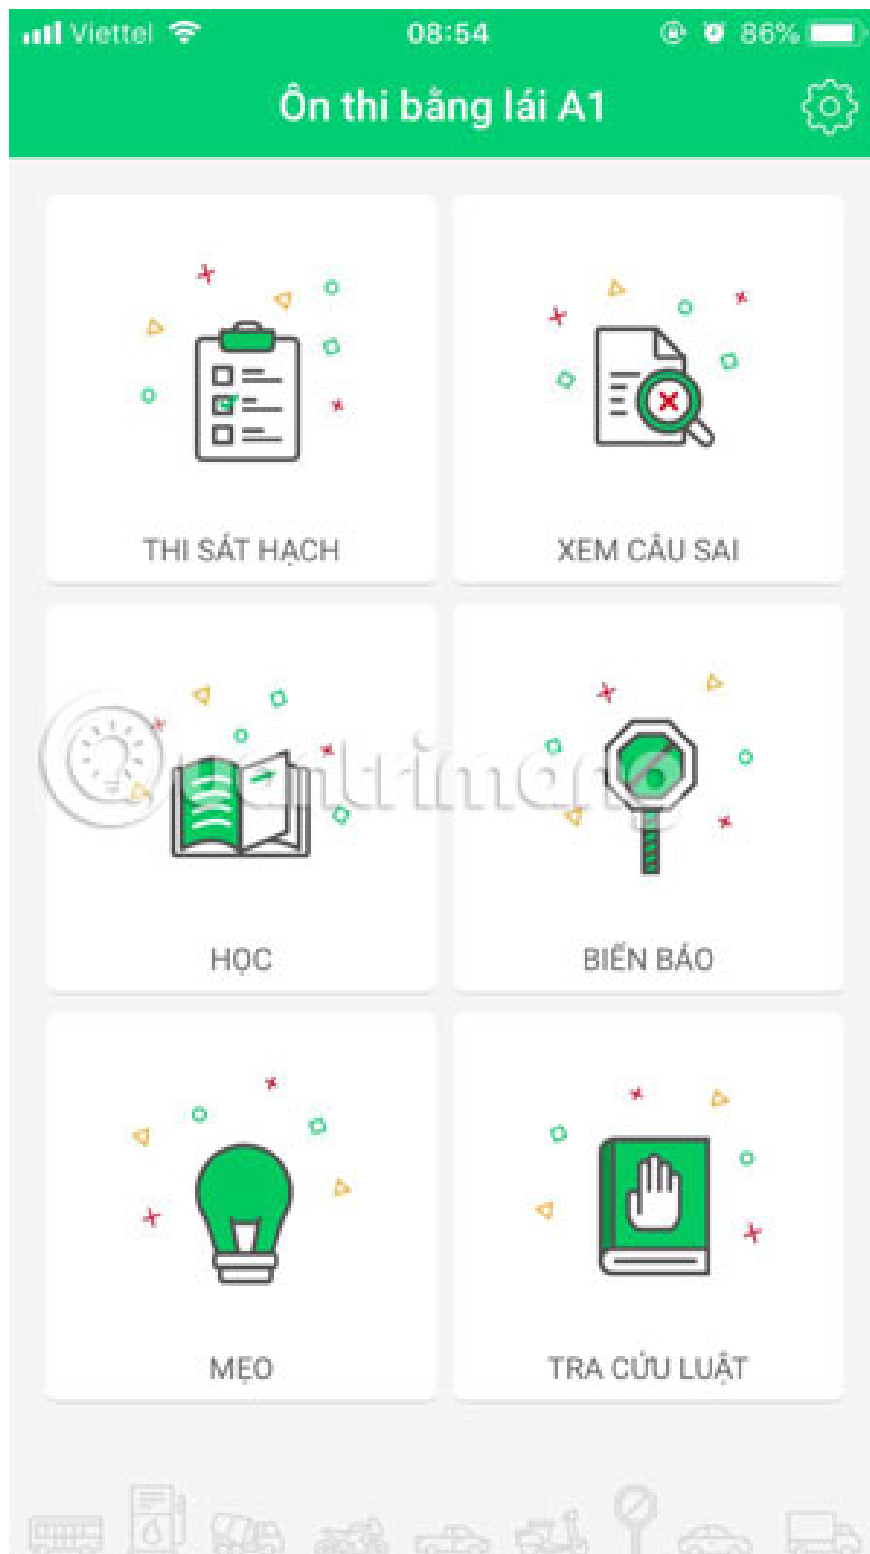 Viettel 08:54 86%
Ôn thi bằng lái A1
THI SÁT HẠCH XEM CÂU SAI
uantrimang
HỌC BIỂN BÁO
MẸO TRA CỨU LUẬT